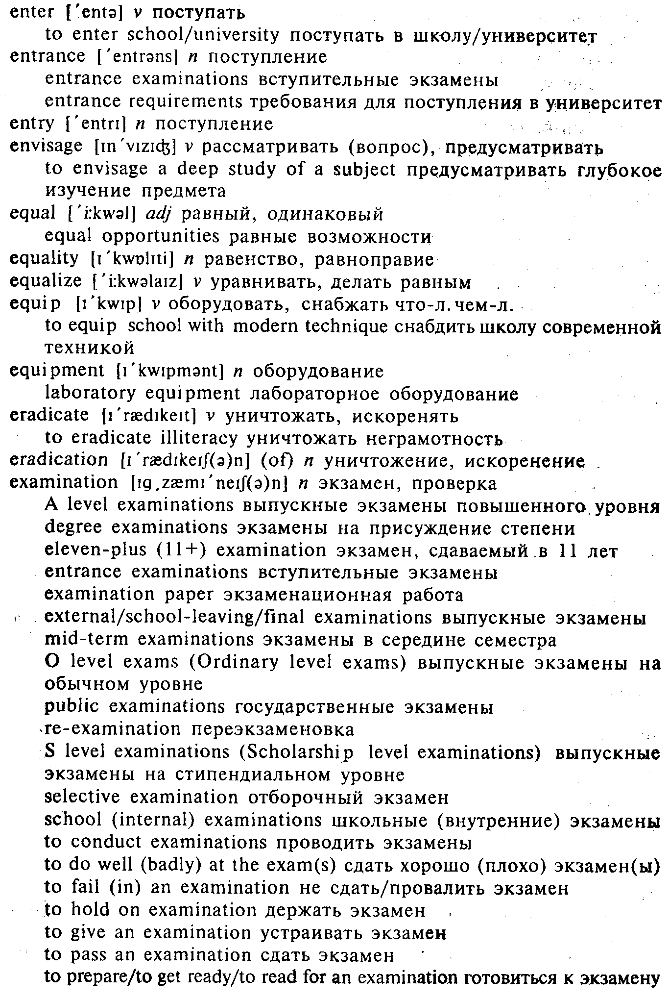 enter [ˈentə] v поступать
to enter school/university поступать в школу/университет
entrance [ˈentrəns] n поступление
entrance examinations вступительные экзамены
entrance requirements требования для поступления в университет
entry [ˈentrɪ] n поступление
envisage [ɪnˈvɪzɪʤ] v рассматривать (вопрос), предусматривать
to envisage a deep study of a subject предусматривать глубокое
изучение предмета
equal [ˈi:kwəl] adj равный, одинаковый
equal opportunities равные возможности
equality [ɪˈkwɒlɪti] n равенство, равноправие
equalize [ˈi:kwəlaɪz] v уравнивать, делать равным
equip [ɪˈkwɪp] v оборудовать, снабжать что-л. чем-л.
to equip school with modern technique снабдить школу современной
техникой
equipment [ɪˈkwɪpmənt] n оборудование
laboratory equipment лабораторное оборудование
eradicate [ɪˈrædɪkeɪt] v уничтожать, искоренять
to eradicate illiteracy уничтожать неграмотность
eradication [ɪˈrædɪkeɪʃ(ə)n] (of) n уничтожение, искоренение
examination [ɪgˌzæmɪˈneɪʃ(ə)n] n экзамен, проверка
A level examinations выпускные экзамены повышенного уровня
degree examinations экзамены на присуждение степени
eleven-plus (11+) examination экзамен, сдаваемый в 11 лет
entrance examinations вступительные экзамены
examination paper экзаменационная работа
external/school-leaving/final examinations выпускные экзамены
mid-term examinations экзамены в середине семестра
O level exams (Ordinary level exams) выпускные экзамены на
обычном уровне
public examinations государственные экзамены
re-examination переэкзаменовка
S level examinations (Scholarship level examinations) выпускные
экзамены на стипендиальном уровне
selective examination отборочный экзамен
school (internal) examinations школьные (внутренние) экзамены
to conduct examinations проводить экзамены
to do well (badly) at the exam(s) сдать хорошо (плохо) экзамен(ы)
to fail (in) an examination не сдать/провалить экзамен
to hold on examination держать экзамен
to give an examination устраивать экзамен
to pass an examination сдать экзамен
to prepare/to get ready/to read for an examination готовиться к экзамену